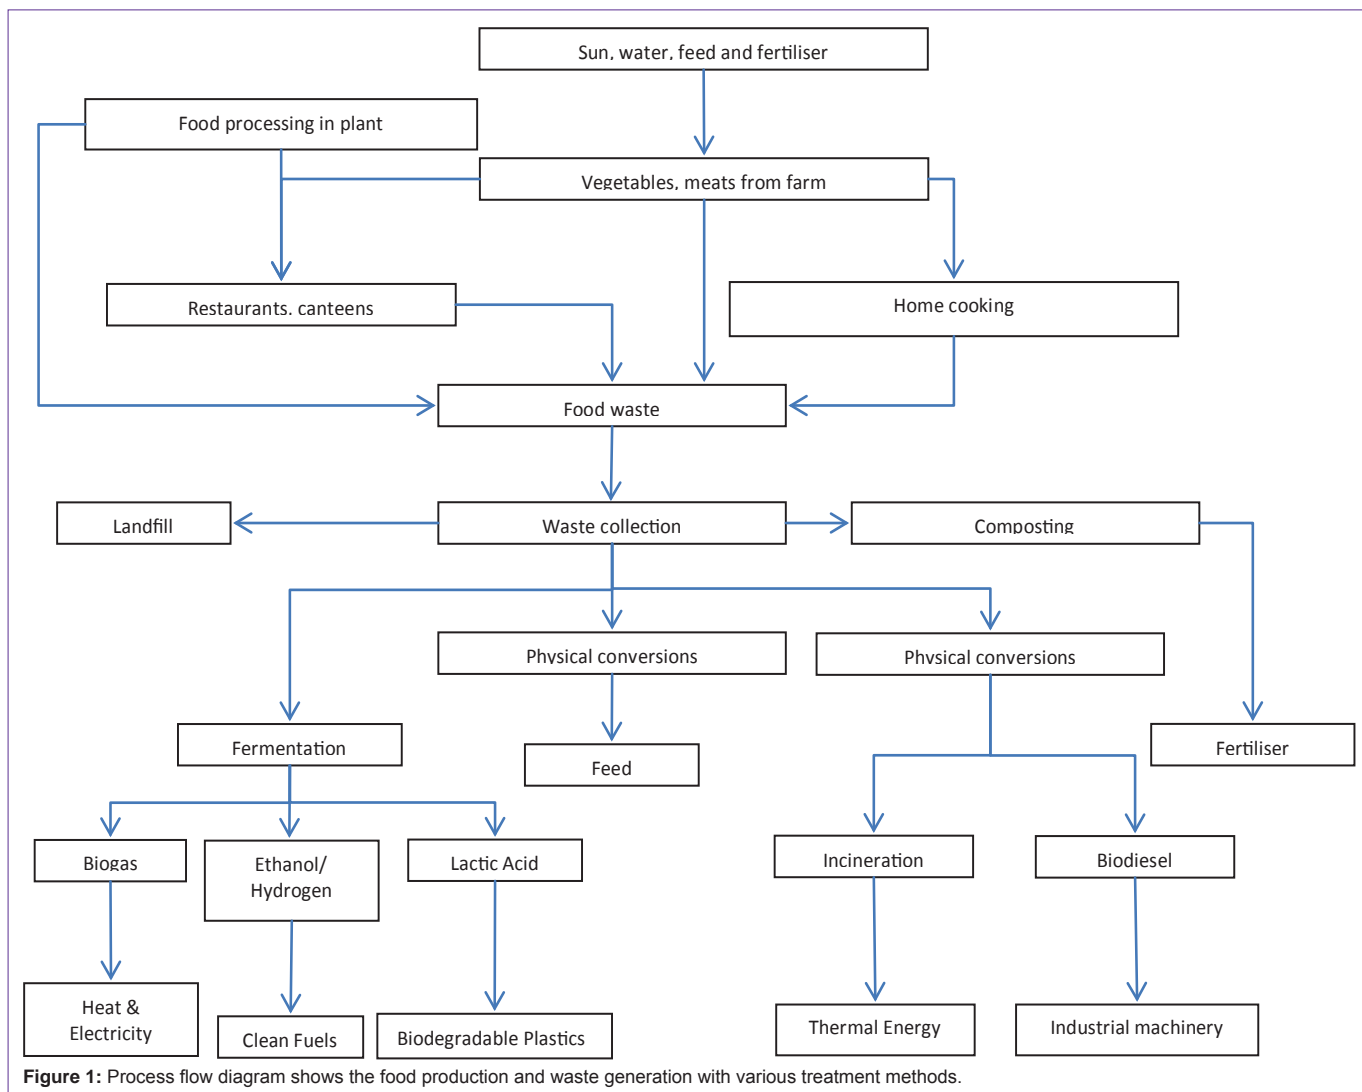 Sun, water, feed and fertiliser
Food processing in plant
Vegetables, meats from farm
Restaurants, canteens
Home cooking
Food waste
Landfill
Waste collection
Composting
Physical conversions
Physical conversions
Fermentation
Feed
Fertiliser
Biogas
Ethanol/
Hydrogen
Lactic Acid
Incineration
Biodiesel
Heat &
Electricity
Clean Fuels
Biodegradable Plastics
Thermal Energy
Industrial machinery
Figure 1: Process flow diagram shows the food production and waste generation with various treatment methods.